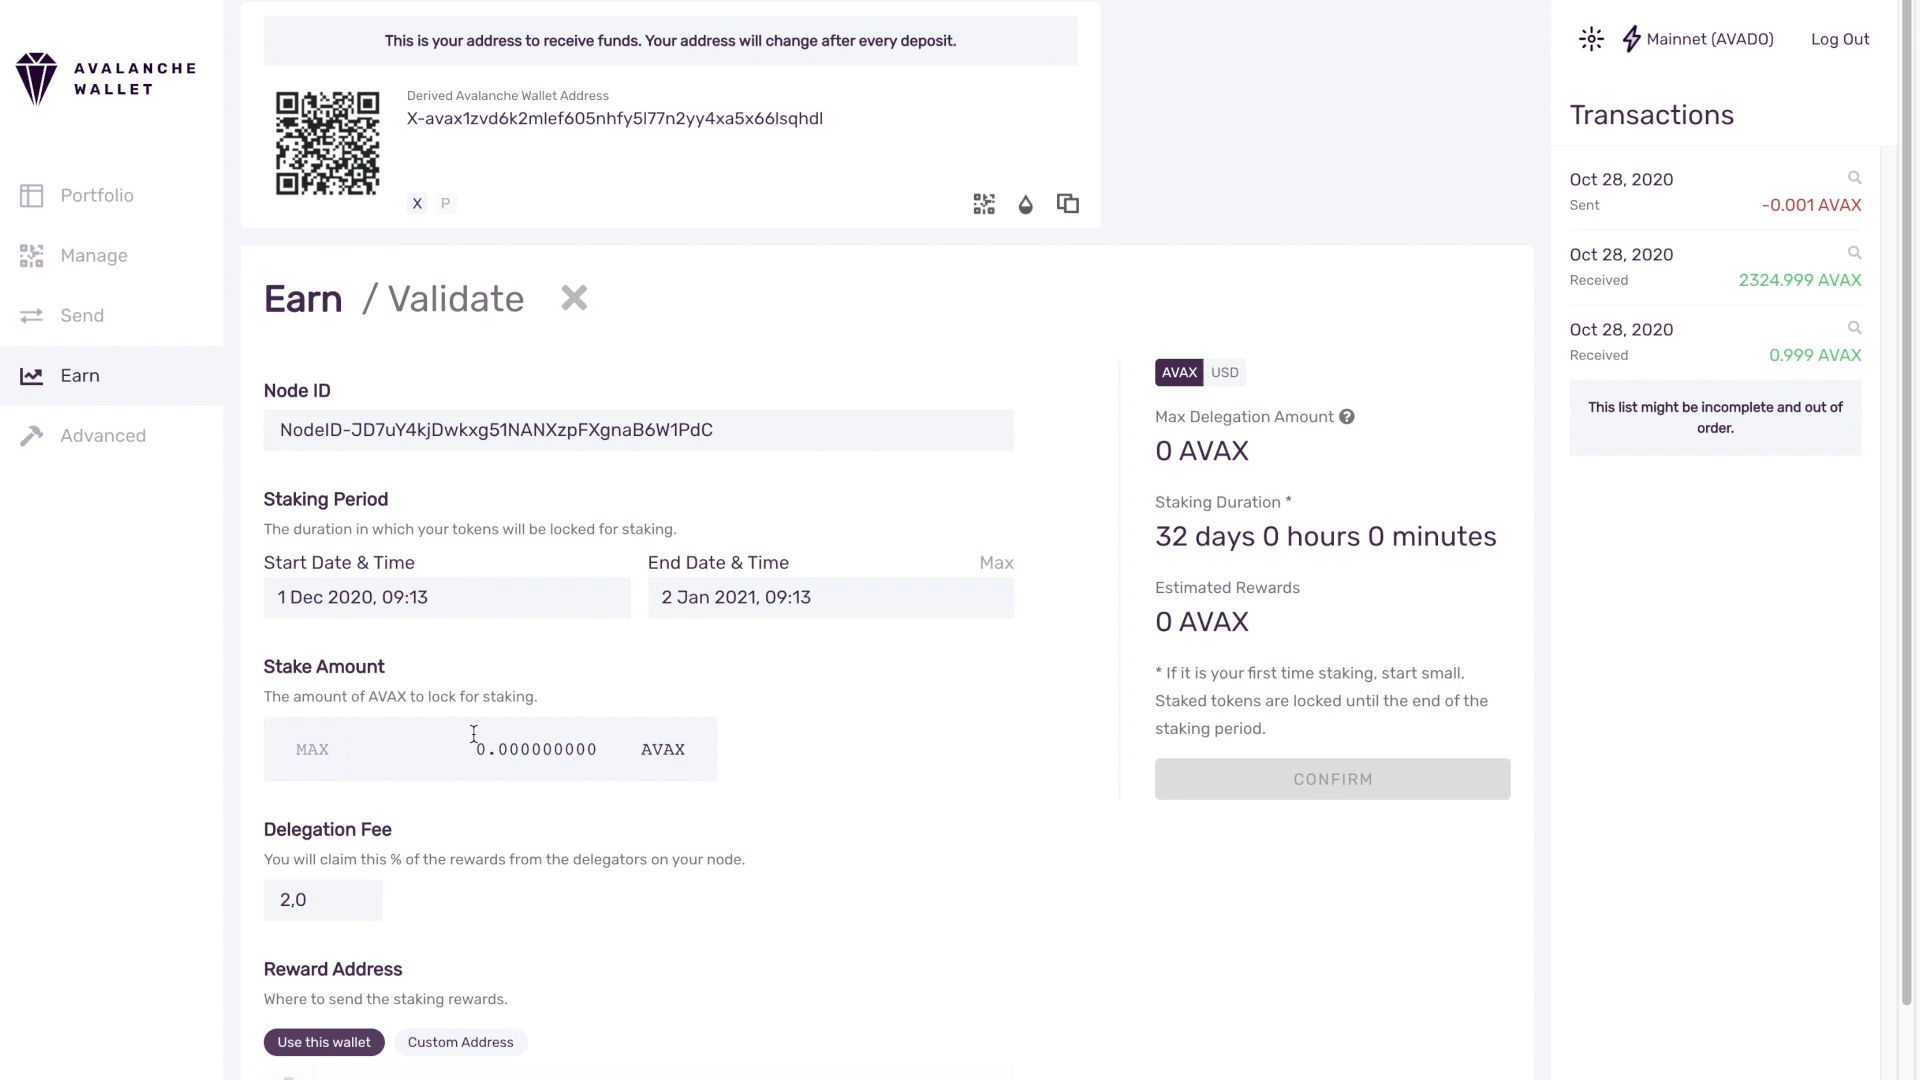 AVALANCHE
WALLET
Portfolio
Manage
Send
Earn
Advanced
This is your address to receive funds. Your address will change after every deposit.
Derived Avalanche Wallet Address
X-avax1zvd6k2mlef605nhfy5l77n2yy4xa5x66lsqhdl
X P
Earn / Validate
Node ID
NodeID-JD7uY4kjDwkxg51NANXzpFXgnaB6W1PdC
Staking Period
The duration in which your tokens will be locked for staking.
Start Date & Time
1 Dec 2020, 09:13
End Date & Time Max
2 Jan 2021, 09:13
Stake Amount
The amount of AVAX to lock for staking.
MAX 0.000000000 AVAX
Delegation Fee
You will claim this % of the rewards from the delegators on your node.
2,0
Reward Address
Where to send the staking rewards.
Use this wallet Custom Address
AVAX USD
Max Delegation Amount ?
0 AVAX
Staking Duration *
32 days 0 hours 0 minutes
Estimated Rewards
0 AVAX
* If it is your first time staking, start small.
Staked tokens are locked until the end of the
staking period.
CONFIRM
Mainnet (AVADO) Log Out
Transactions
Oct 28, 2020
Sent -0.001 AVAX
Oct 28, 2020
Received 2324.999 AVAX
Oct 28, 2020
Received 0.999 AVAX
This list might be incomplete and out of
order.